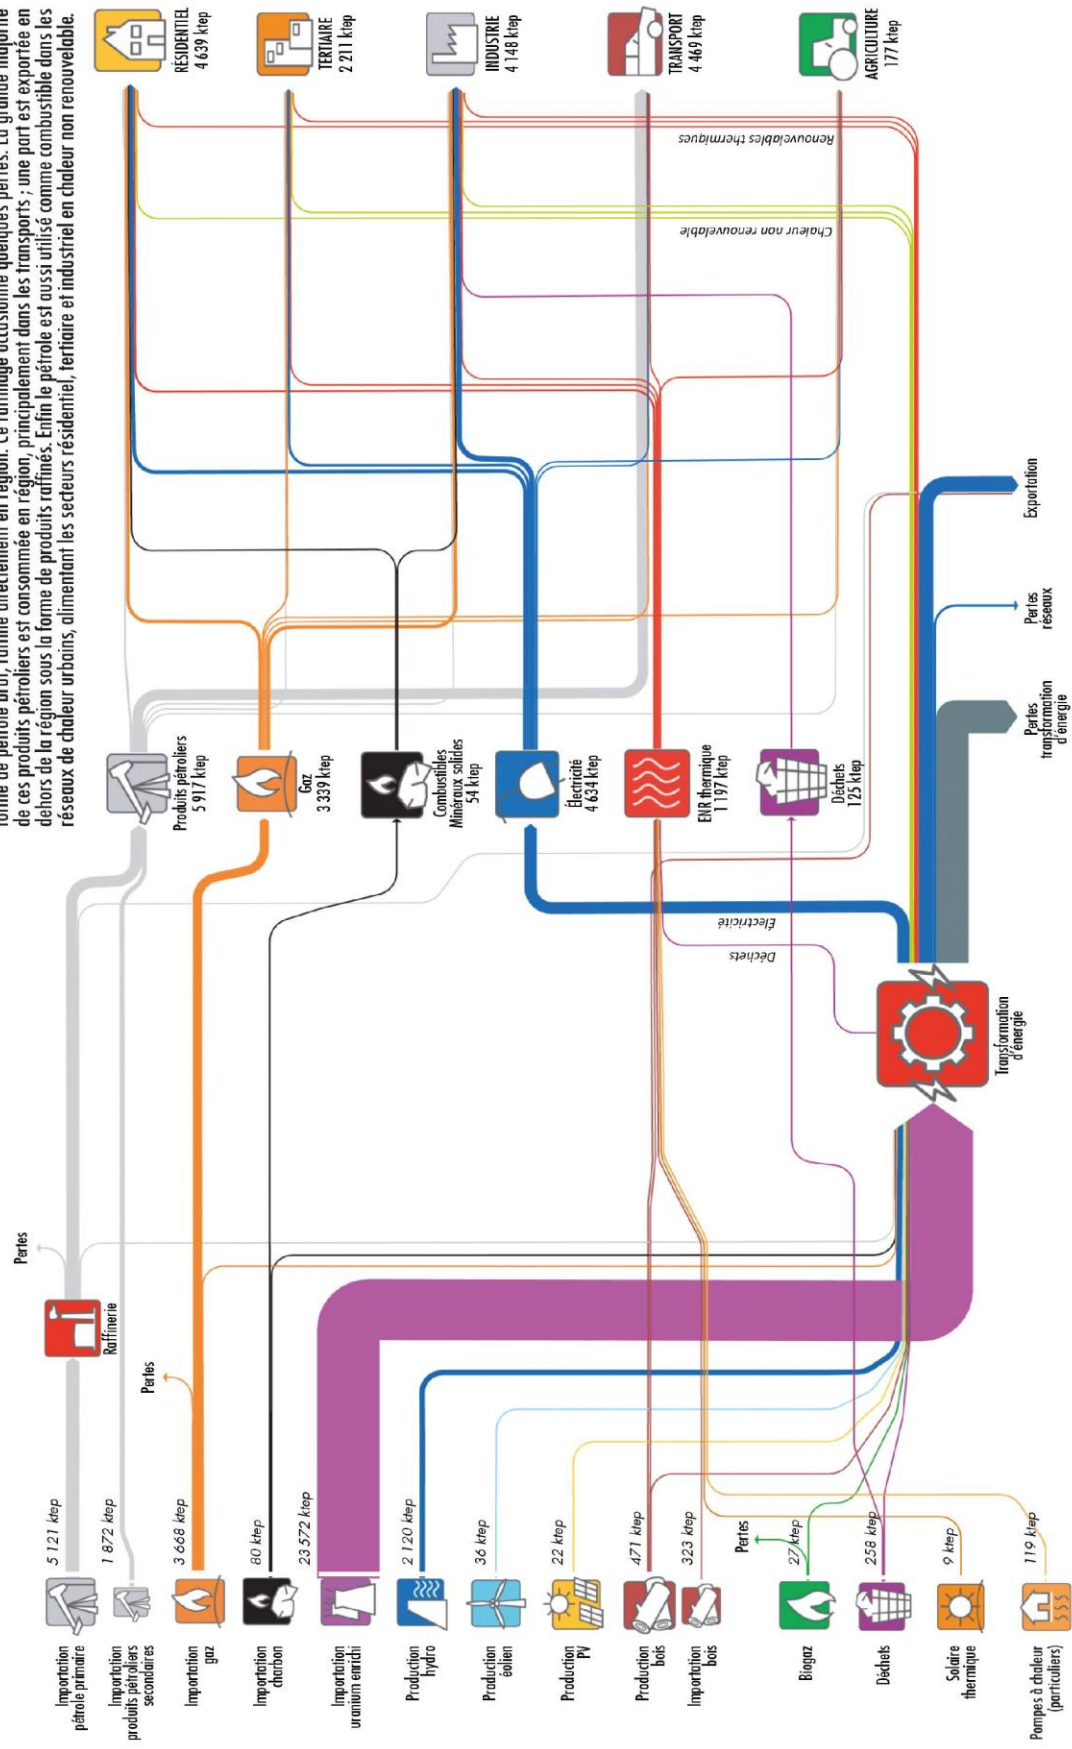 forme de pétrole brut, raffiné directement en région. Ce raffinage occasionne quelques pertes. La grande majorité
de ces produits pétroliers est consommée en région, principalement dans les transports ; une part est exportée en
dehors de la région sous la forme de produits raffinés. Enfin le pétrole est aussi utilisé comme combustible dans les
réseaux de chaleur urbains, alimentant les secteurs résidentiel, tertiaire et industriel en chaleur non renouvelable.
Importation
pétrole primaire
5 121 ktep
Importation
produits pétroliers
secondaires
1 872 ktep
Importation
gaz
3 668 ktep
Importation
charbon
80 ktep
Importation
uranium enrichi
23 572 ktep
Production
hydro
2 120 ktep
Production
éolien
36 ktep
Production
PV
22 ktep
Production
bois
471 ktep
Importation
bois
323 ktep
Biogaz
27 ktep
Déchets
258 ktep
Solaire
thermique
9 ktep
Pompes à chaleur
(particuliers)
119 ktep
Raffinerie
Pertes
Pertes
Pertes
Transformation
d'énergie
Déchets
Électricité
Produits pétroliers
5 917 ktep
Gaz
3 339 ktep
Combustibles
Minéraux solides
54 ktep
Électricité
4 634 ktep
ENR thermique
1 197 ktep
Déchets
125 ktep
Pertes
transformation
d'énergie
Pertes
réseaux
Exportation
Chaleur non renouvelable
Renouvelables thermiques
RÉSIDENTIEL
4 639 ktep
TERTIAIRE
2 211 ktep
INDUSTRIE
4 148 ktep
TRANSPORT
4 469 ktep
AGRICULTURE
177 ktep